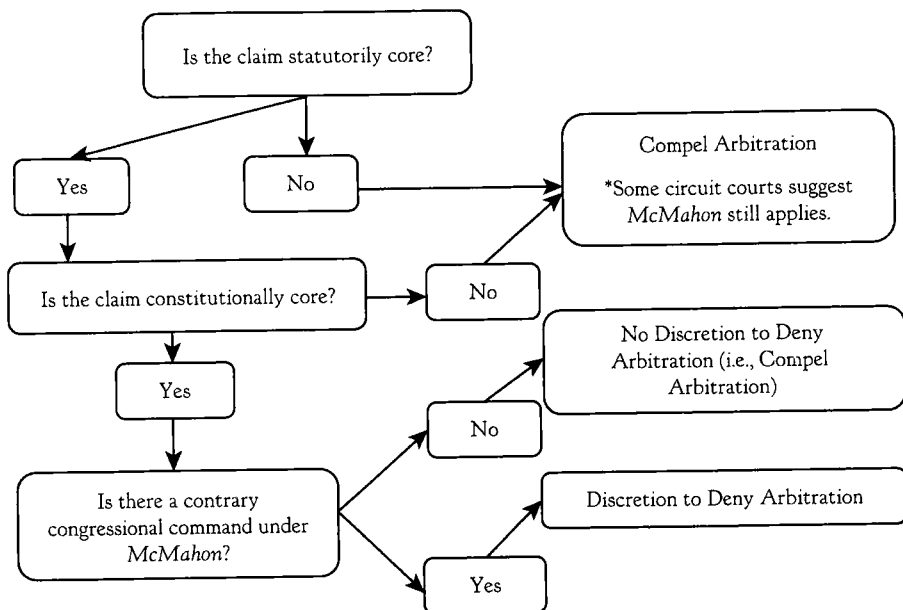 Is the claim statutorily core?
Yes
No
Compel Arbitration
*Some circuit courts suggest
McMahon still applies.
Is the claim constitutionally core?
No
Yes
No Discretion to Deny
Arbitration (i.e., Compel
Arbitration)
No
Is there a contrary
congressional command under
McMahon?
Discretion to Deny Arbitration
Yes